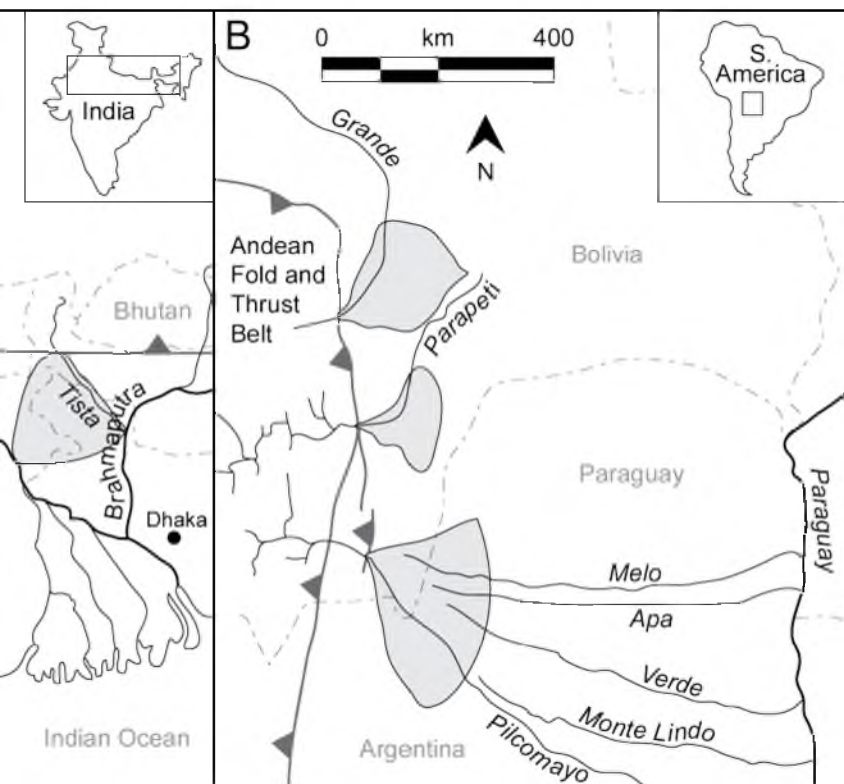 India
Bhutan
Tista
Brahmaputra
Dhaka
Indian Ocean
B
0 km 400
N
S.
America
Grande
Andean
Fold and
Thrust
Belt
Bolivia
Parapeti
Paraguay
Paraguay
Melo
Apa
Verde
Monte Lindo
Pilcomayo
Argentina